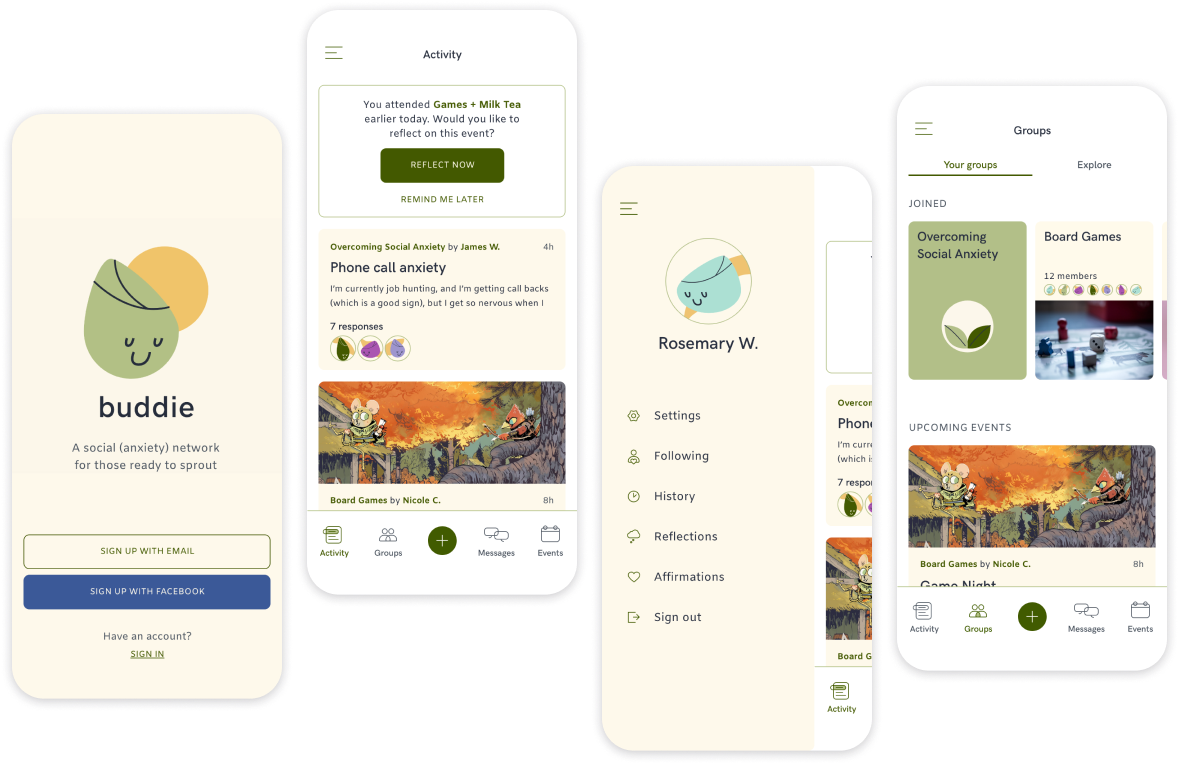 buddie
A social (anxiety) network
for those ready to sprout
SIGN UP WITH EMAIL
SIGN UP WITH FACEBOOK
Have an account?
SIGN IN
Activity
You attended Games + Milk Tea
earlier today. Would you like to
reflect on this event?
REFLECT NOW
REMIND ME LATER
Overcoming Social Anxiety by James W.
4h
Phone call anxiety
I'm currently job hunting, and I'm getting call backs
(which is a good sign), but I get so nervous when I
7 responses
Board Games by Nicole C.
8h
Activity
Groups
Messages
Events
Rosemary W.
Settings
Following
History
Reflections
Affirmations
Sign out
Overcom
Phone
I'm curre
(which is
7 respon
Board G
Activity
Groups
Your groups
Explore
JOINED
Overcoming
Social Anxiety
Board Games
12 members
UPCOMING EVENTS
Board Games by Nicole C.
8h
Game Night
Activity
Groups
Messages
Events